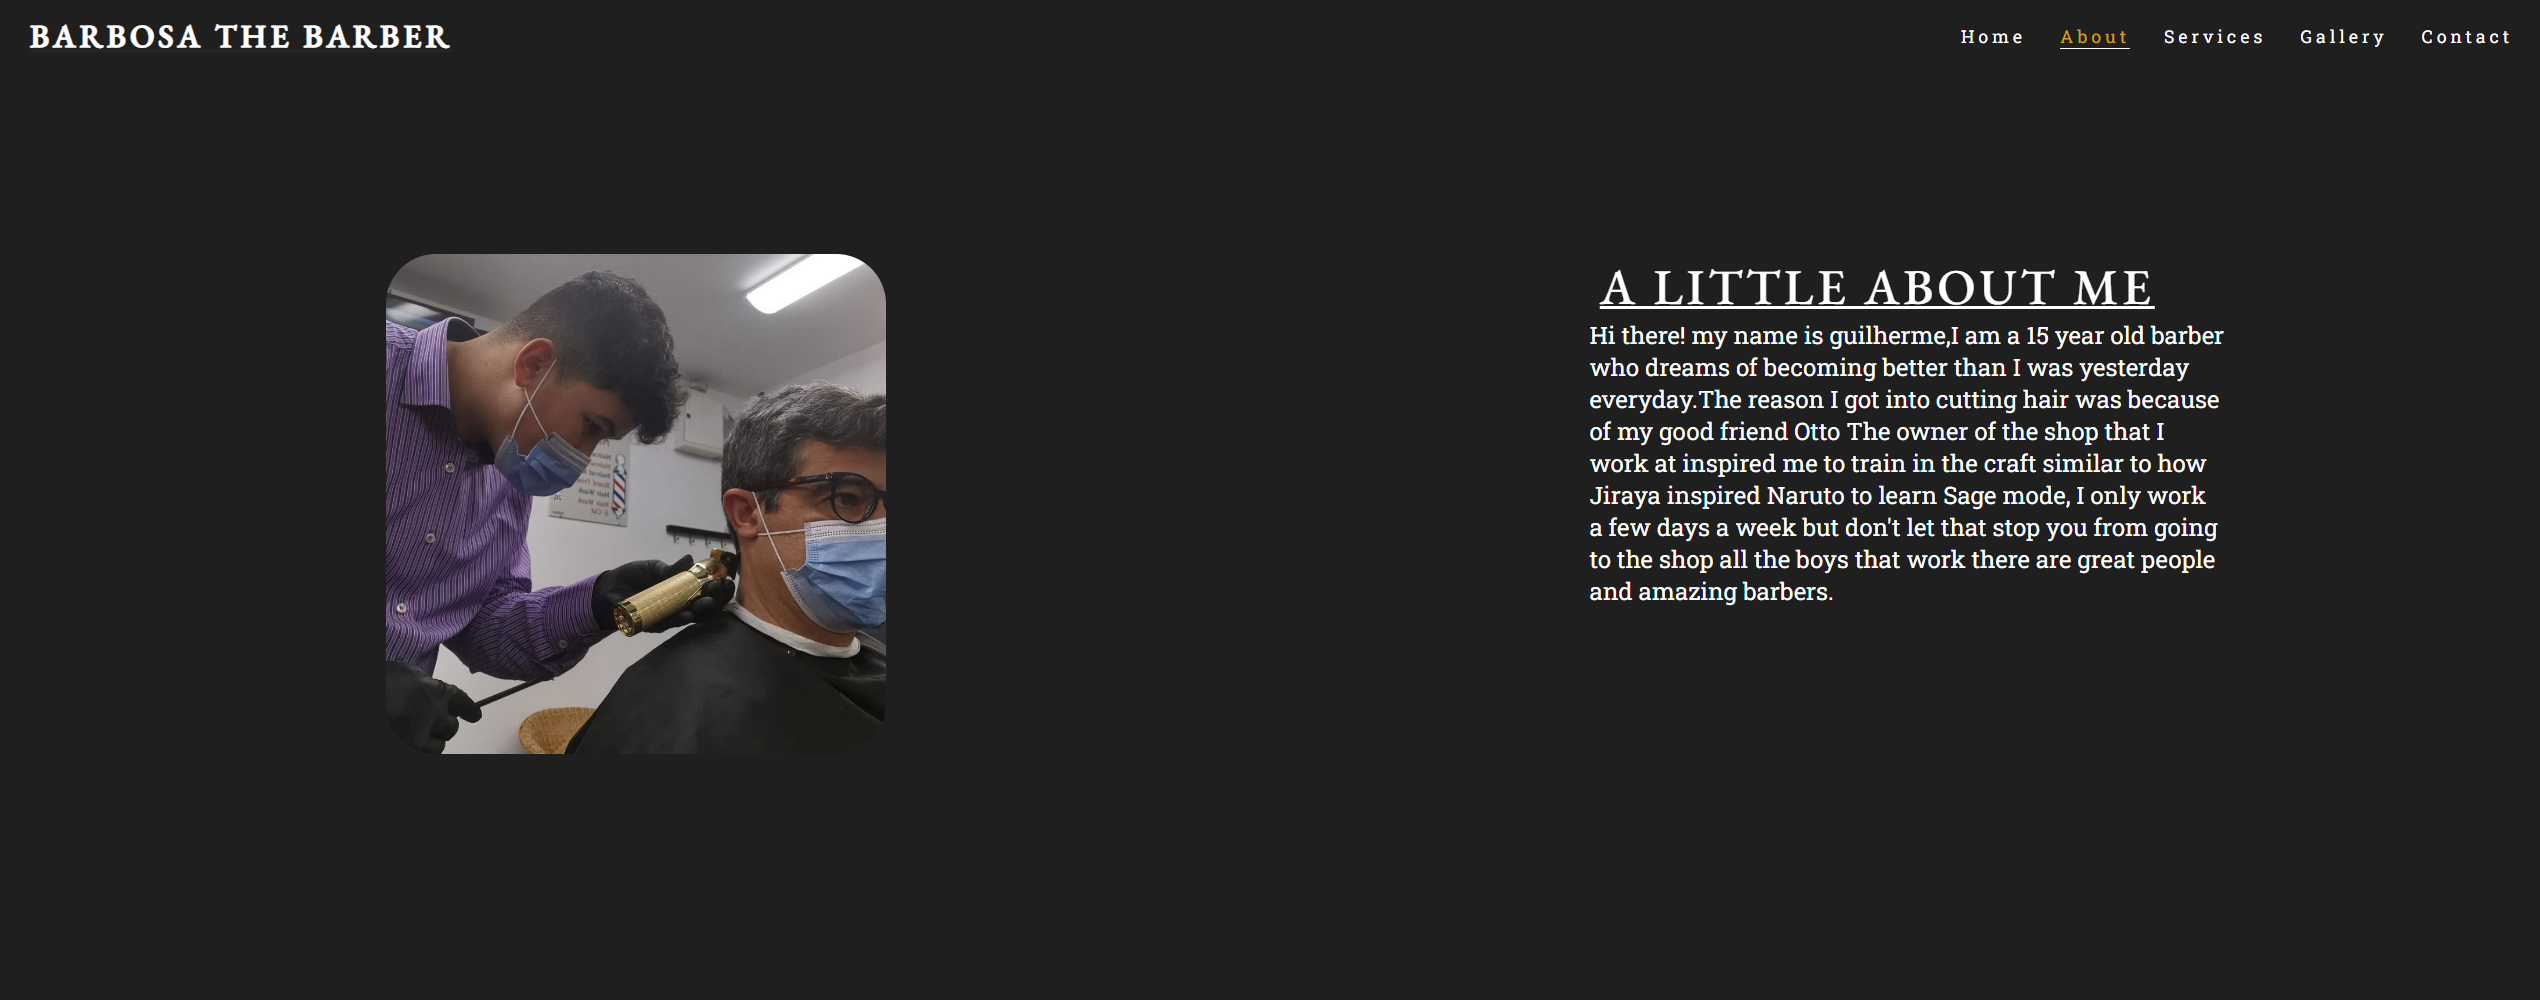 BARBOSA THE BARBER
Home About Services Gallery Contact
A LITTLE ABOUT ME
Hi there! my name is guilherme,I am a 15 year old barber
who dreams of becoming better than I was yesterday
everyday.The reason I got into cutting hair was because
of my good friend Otto The owner of the shop that I
work at inspired me to train in the craft similar to how
Jiraya inspired Naruto to learn Sage mode, I only work
a few days a week but don't let that stop you from going
to the shop all the boys that work there are great people
and amazing barbers.